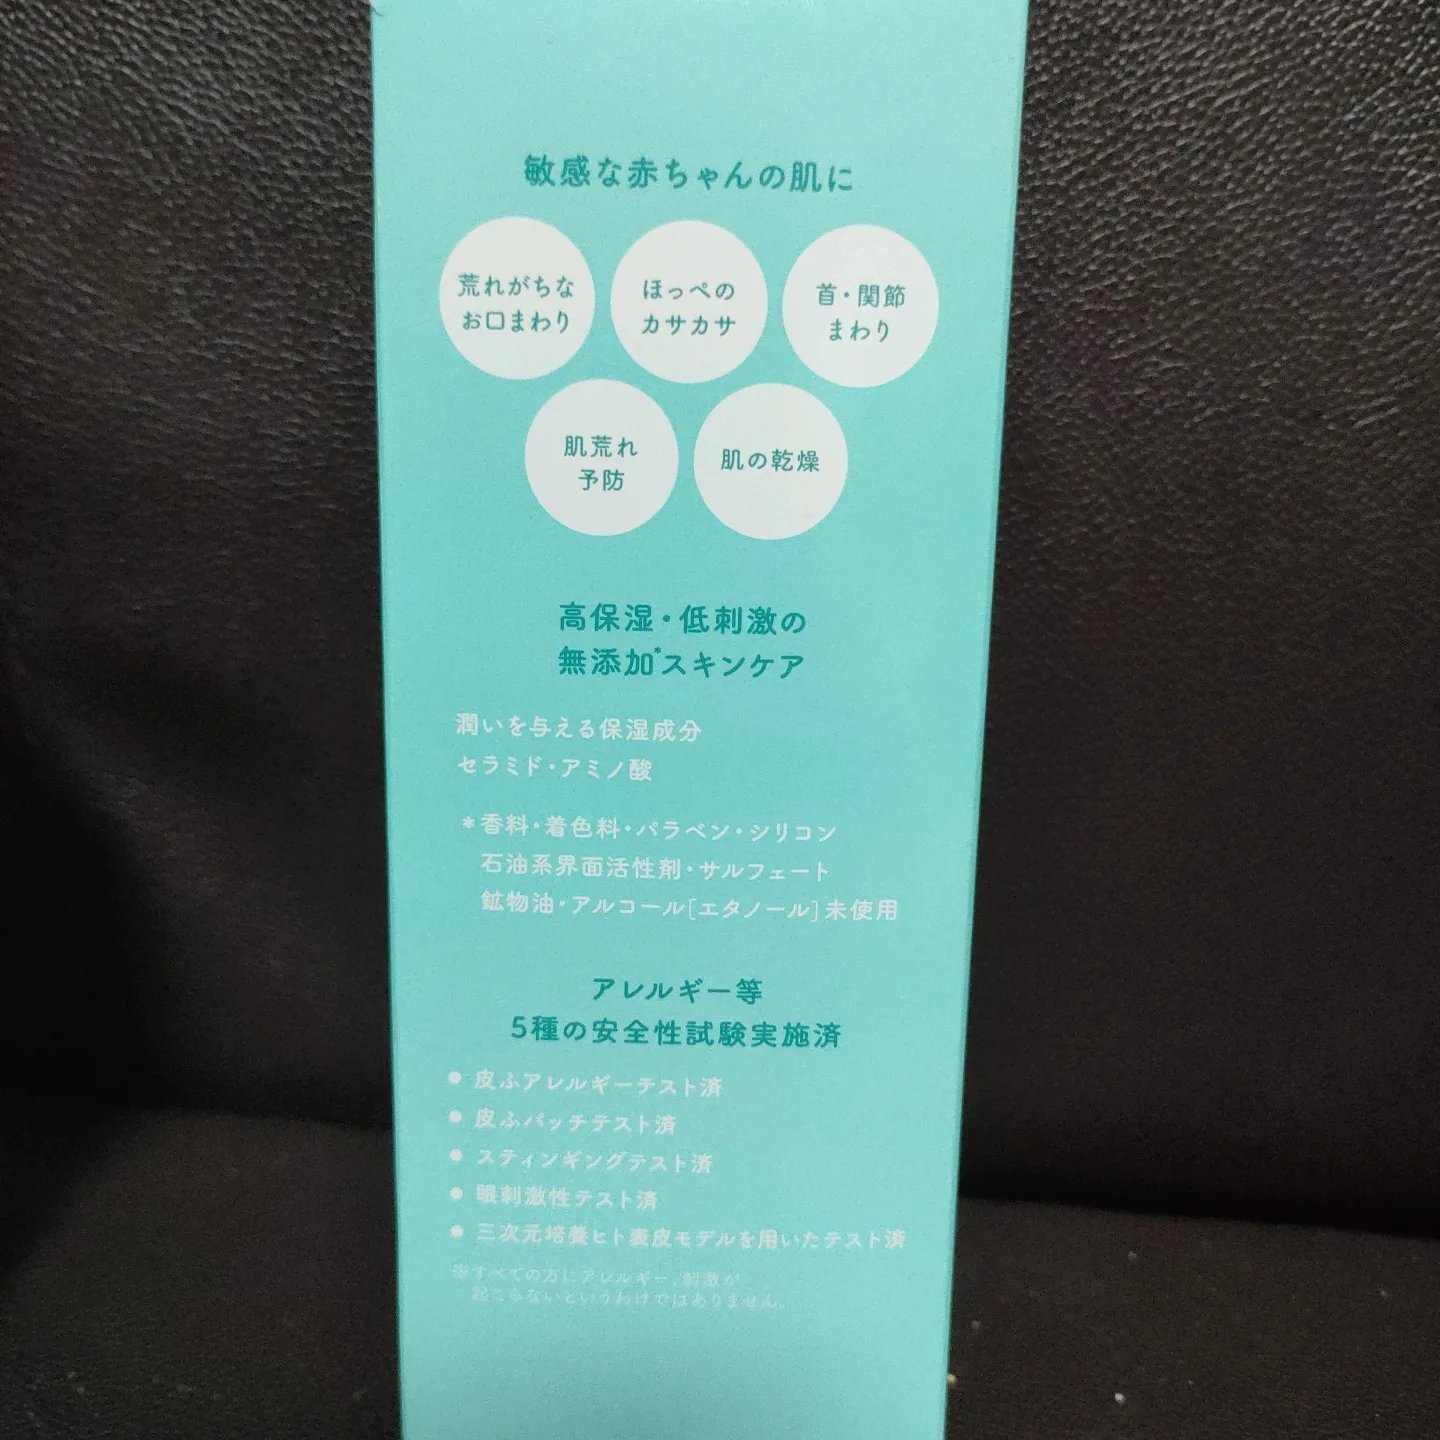 敏感な赤ちゃんの肌に
荒れがちな
お口まわり
ほっぺの
カサカサ
首・関節
まわり
肌荒れ
予防
肌の乾燥
高保湿・低刺激の
無添加*スキンケア
潤いを与える保湿成分
セラミド・アミノ酸
*香料・着色料・パラベン・シリコン
石油系界面活性剤・サルフェート
鉱物油・アルコール[エタノール]未使用
アレルギー等
5種の安全性試験実施済
● 皮ふアレルギーテスト済
● 皮ふパッチテスト済
● スティンギングテスト済
● 眼刺激性テスト済
● 三次元培養ヒト表皮モデルを用いたテスト済
※すべての方にアレルギー、刺激が
起こらないというわけではありません。